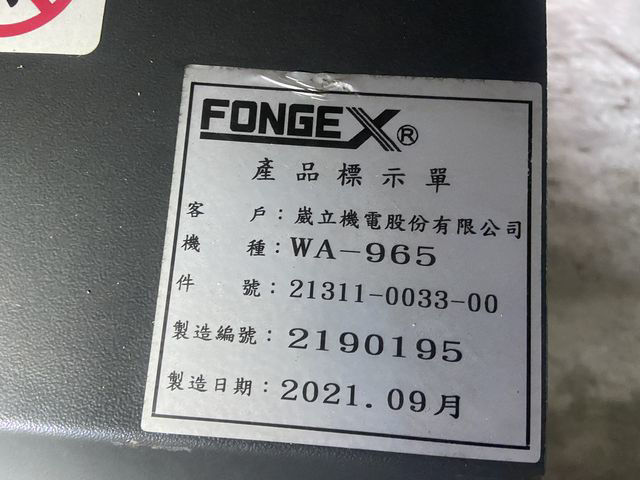 FONGEX®
產品標示單
客戶：崴立機電股份有限公司
機種：WA-965
件號：21311-0033-00
製造編號：2190195
製造日期：2021.09月